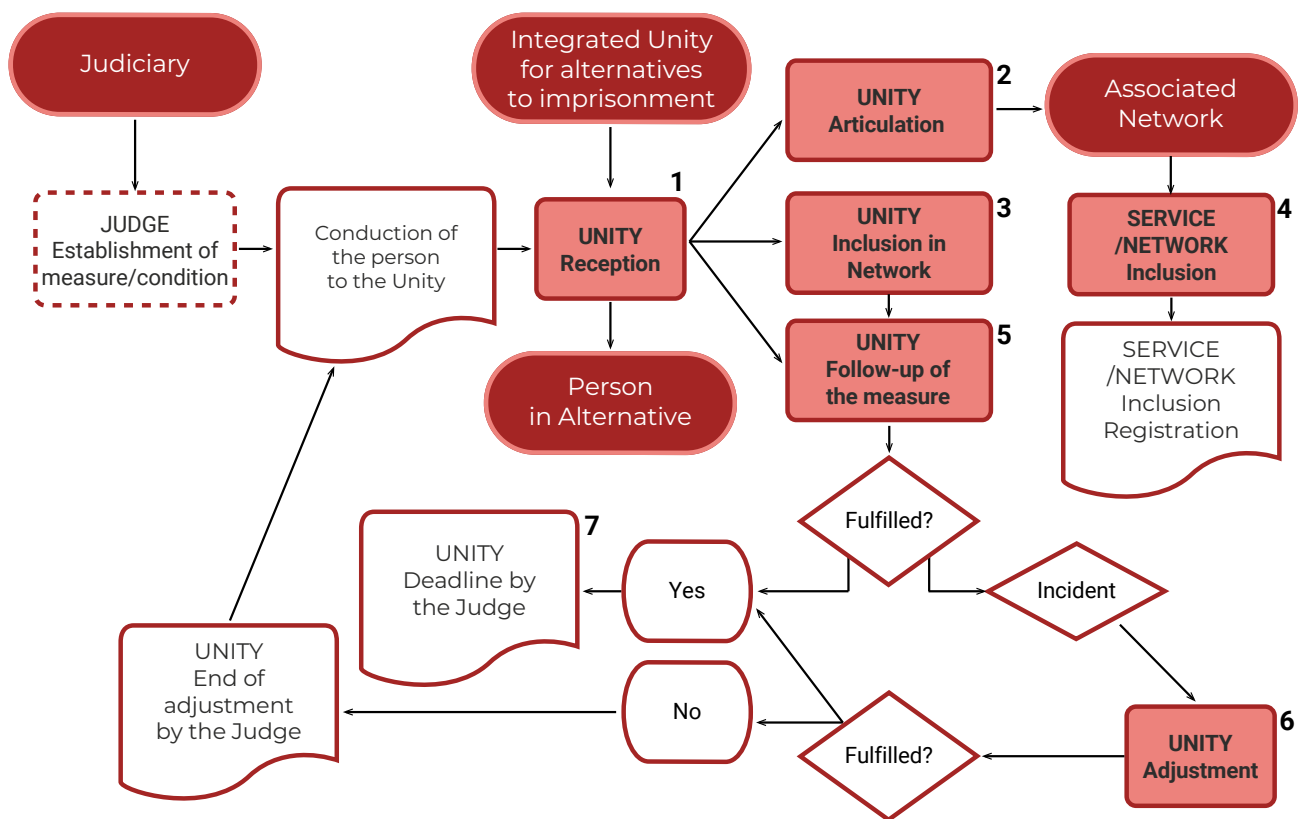 Judiciary
Integrated Unity
for alternatives
to imprisonment
2
UNITY
Articulation
Associated
Network
JUDGE
Establishment of
measure/condition
Conduction of
the person
to the Unity
1
UNITY
Reception
3
UNITY
Inclusion in
Network
4
SERVICE
/NETWORK
Inclusion
Person
in Alternative
5
UNITY
Follow-up of
the measure
SERVICE
/NETWORK
Inclusion
Registration
Fulfilled?
7
UNITY
Deadline by
the Judge
Yes
Incident
UNITY
End of
adjustment
by the Judge
No
Fulfilled?
6
UNITY
Adjustment